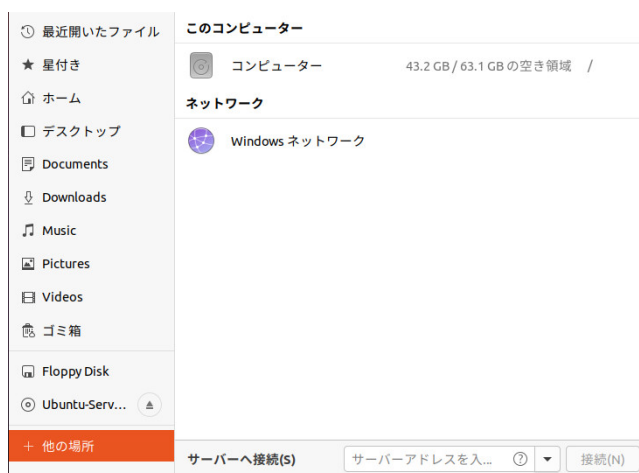 最近開いたファイル
星付き
ホーム
デスクトップ
Documents
Downloads
Music
Pictures
Videos
ゴミ箱
Floppy Disk
Ubuntu-Serv...
+ 他の場所
このコンピューター
コンピューター 43.2 GB / 63.1 GB の空き領域 /
ネットワーク
Windows ネットワーク
サーバーへ接続(S) サーバーアドレスを入... ? 接続(N)